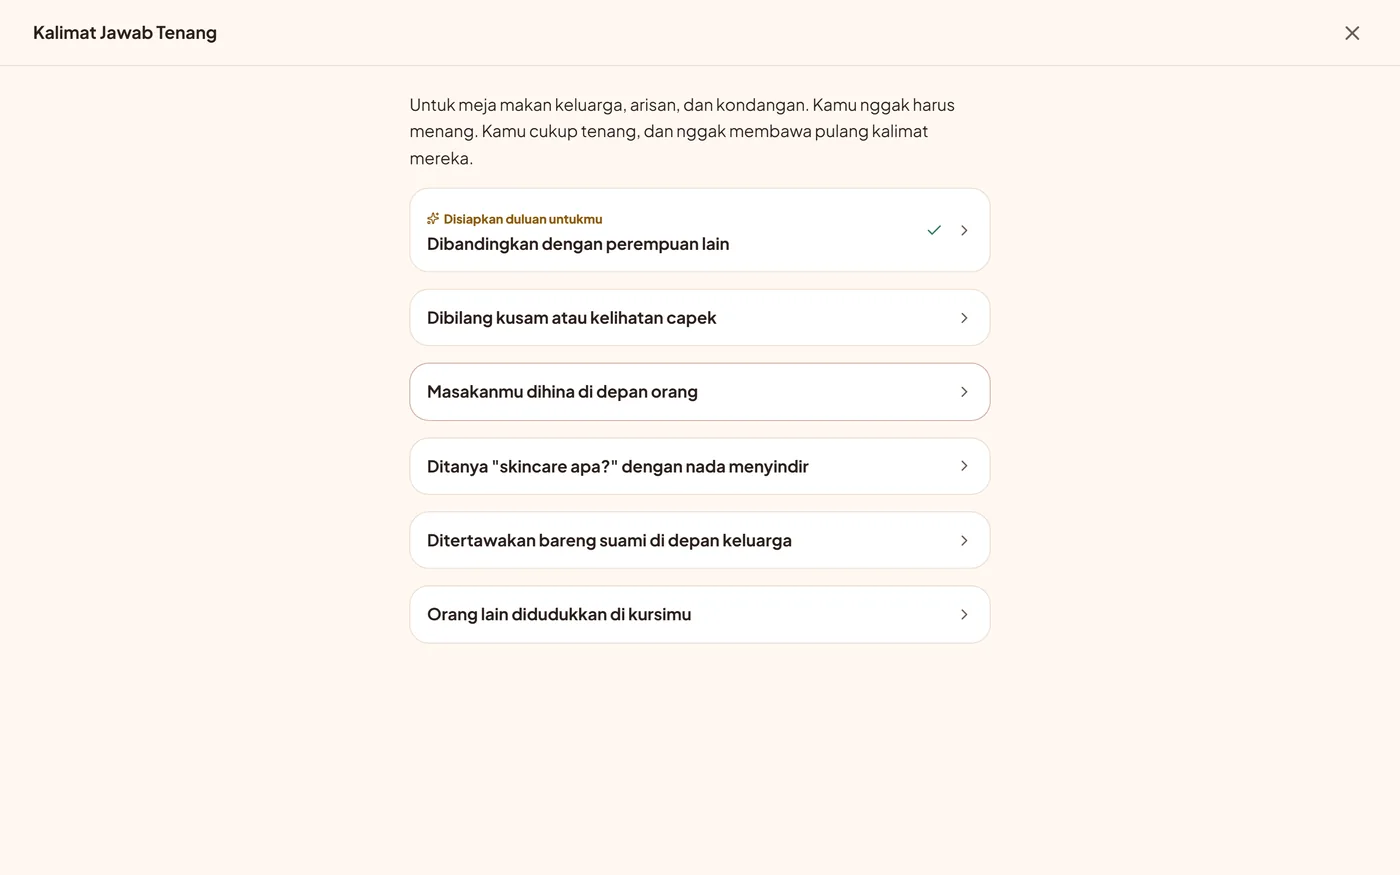 Kalimat Jawab Tenang
Untuk meja makan keluarga, arisan, dan kondangan. Kamu nggak harus
menang. Kamu cukup tenang, dan nggak membawa pulang kalimat
mereka.
Disiapkan duluan untukmu
Dibandingkan dengan perempuan lain
Dibilang kusam atau kelihatan capek
Masakanmu dihina di depan orang
Ditanya "skincare apa?" dengan nada menyindir
Ditertawakan bareng suami di depan keluarga
Orang lain didudukkan di kursimu